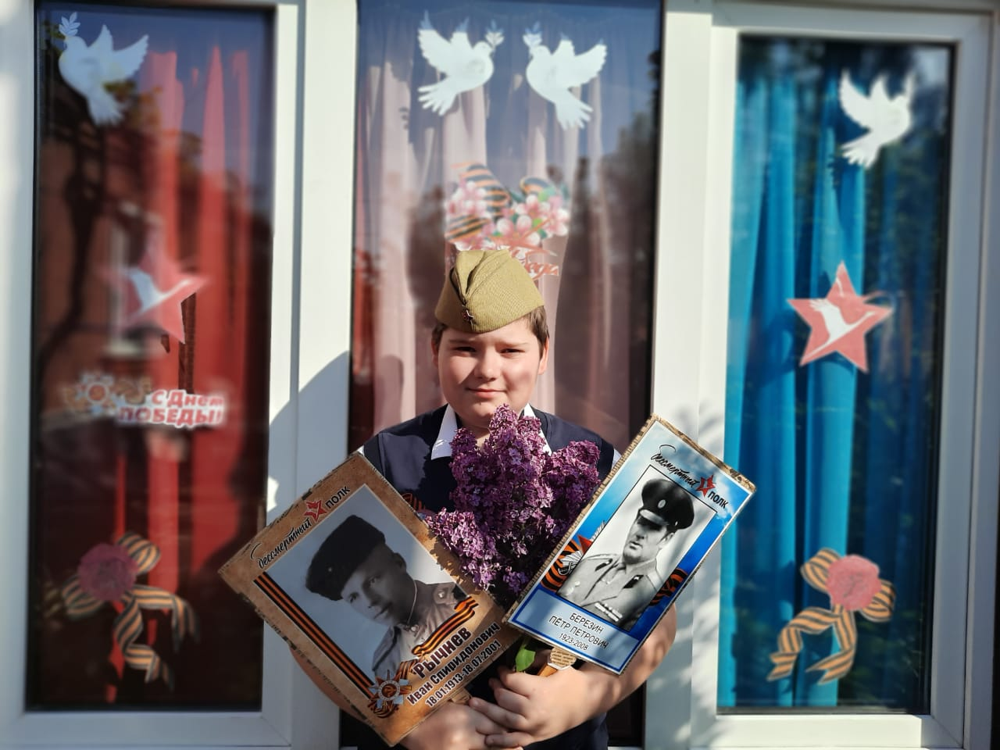 С Днем
ПОБЕДЫ!
Бессмертный полк
РЫЧНЕВ
Иван Спиридонович
18.01.1913-18.07.2001
Бессмертный полк
БЕРЕЗИН
ПЁТР ПЕТРОВИЧ
1923-2008